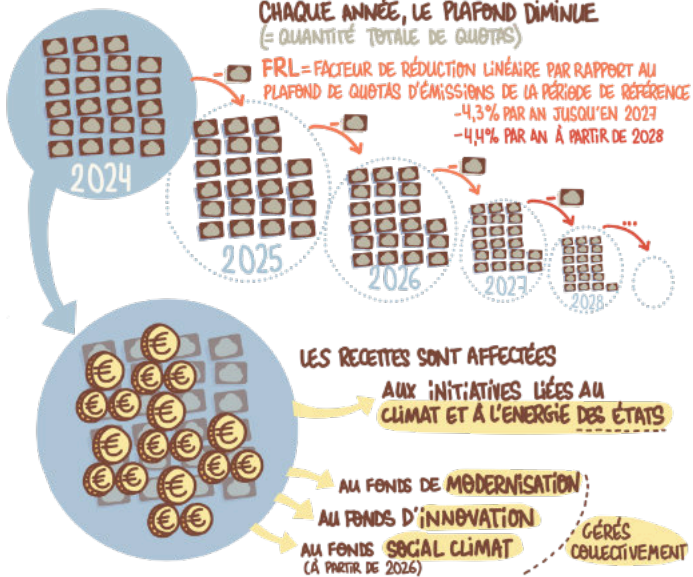 CHAQUE ANNÉE, LE PLAFOND DIMINUE
(= QUANTITÉ TOTALE DE QUOTAS)
FRL = FACTEUR DE RÉDUCTION LINÉAIRE PAR RAPPORT AU
PLAFOND DE QUOTAS D'ÉMISSIONS DE LA PÉRIODE DE RÉFÉRENCE
-4,3% PAR AN JUSQU'EN 2027
-4,4% PAR AN À PARTIR DE 2028
2024
2025
2026
2027
2028
...
LES RECETTES SONT AFFECTÉES
AUX INITIATIVES LIÉES AU
CLIMAT ET À L'ENERGIE DES ÉTATS
AU FONDS DE MODERNISATION
AU FONDS D'INNOVATION
AU FONDS SOCIAL CLIMAT
(À PARTIR DE 2026)
GÉRÉS
COLLECTIVEMENT